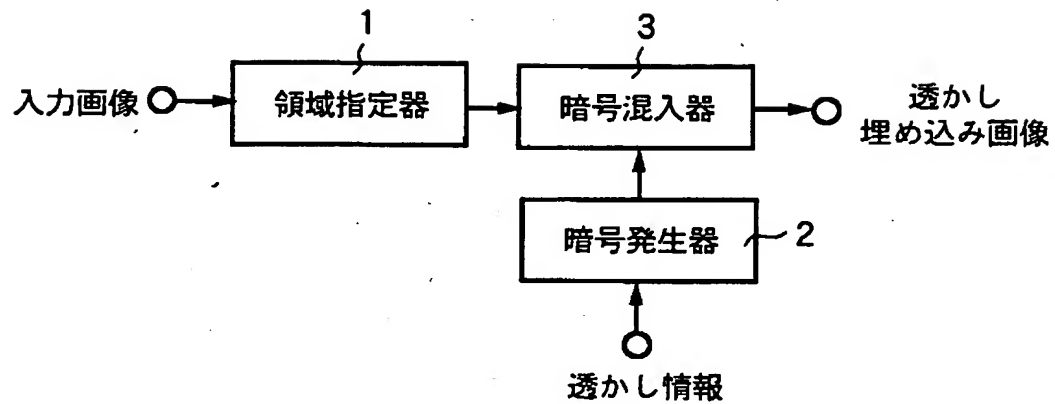 1
3
入力画像
領域指定器
暗号混入器
透かし
埋め込み画像
暗号発生器
2
透かし情報